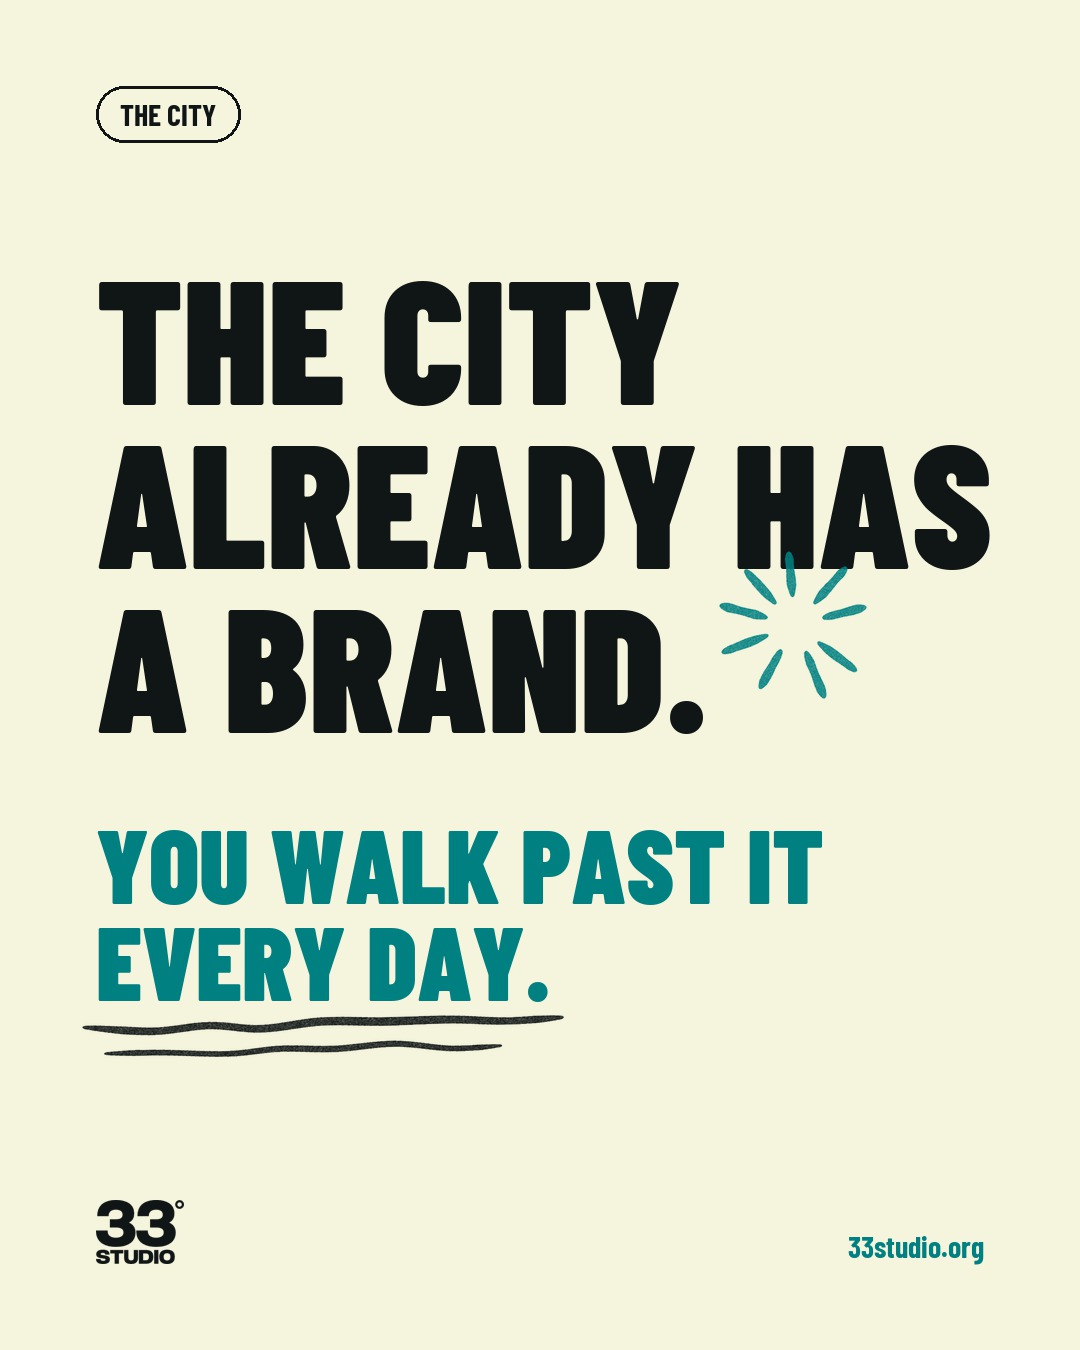 THE CITY
THE CITY
ALREADY HAS
A BRAND.
YOU WALK PAST IT
EVERY DAY.
33°
STUDIO
33studio.org